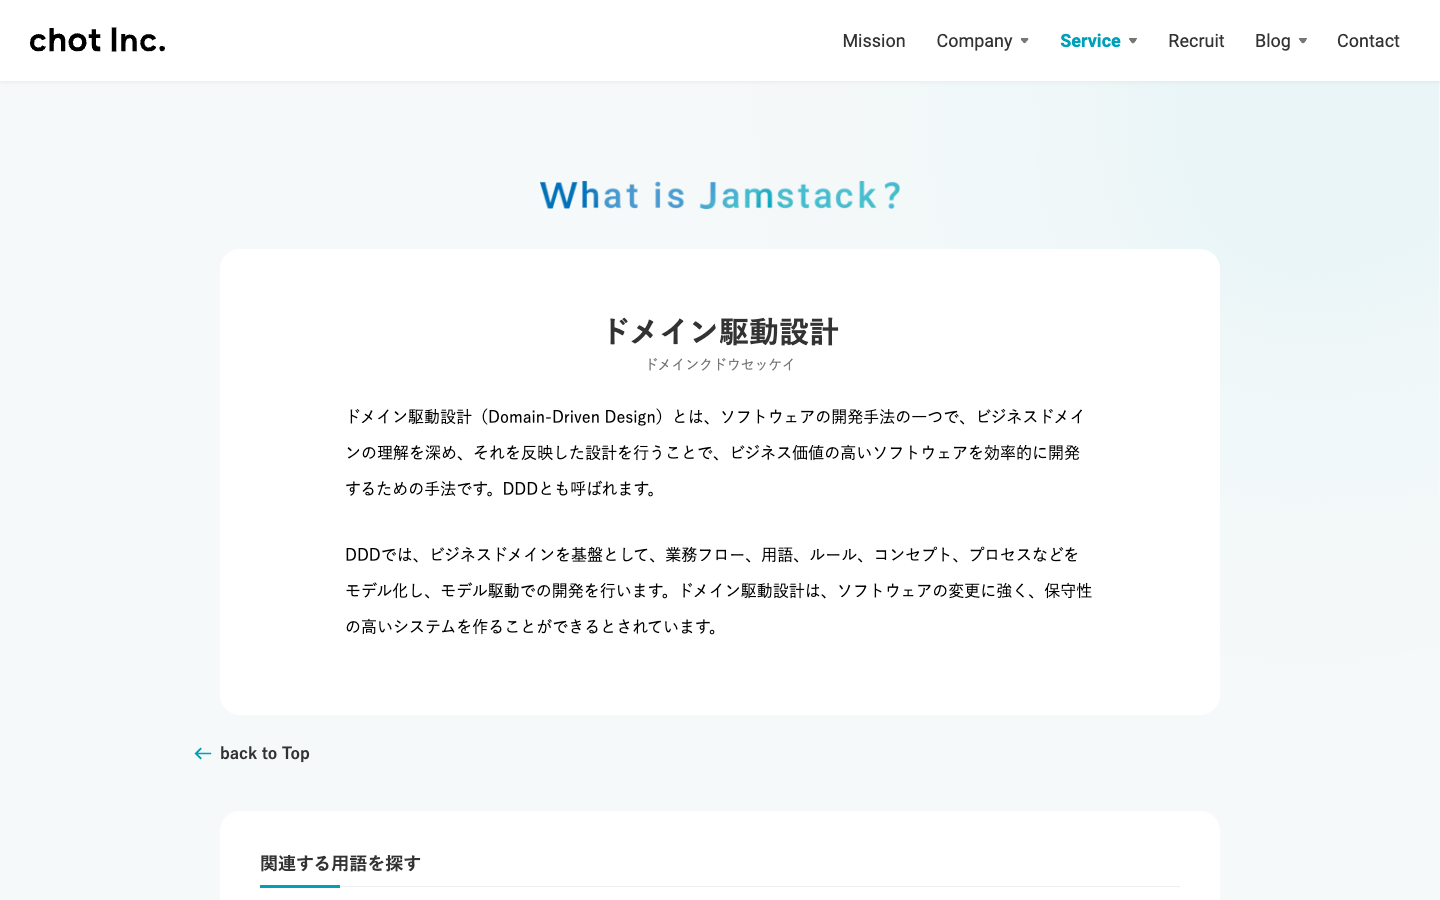 chot Inc.
Mission Company Service Recruit Blog Contact
What is Jamstack?
ドメイン駆動設計
ドメインクドウセッケイ
ドメイン駆動設計（Domain-Driven Design）とは、ソフトウェアの開発手法の一つで、ビジネスドメイ
ンの理解を深め、それを反映した設計を行うことで、ビジネス価値の高いソフトウェアを効率的に開発
するための手法です。DDDとも呼ばれます。
DDDでは、ビジネスドメインを基盤として、業務フロー、用語、ルール、コンセプト、プロセスなどを
モデル化し、モデル駆動での開発を行います。ドメイン駆動設計は、ソフトウェアの変更に強く、保守性
の高いシステムを作ることができるとされています。
back to Top
関連する用語を探す